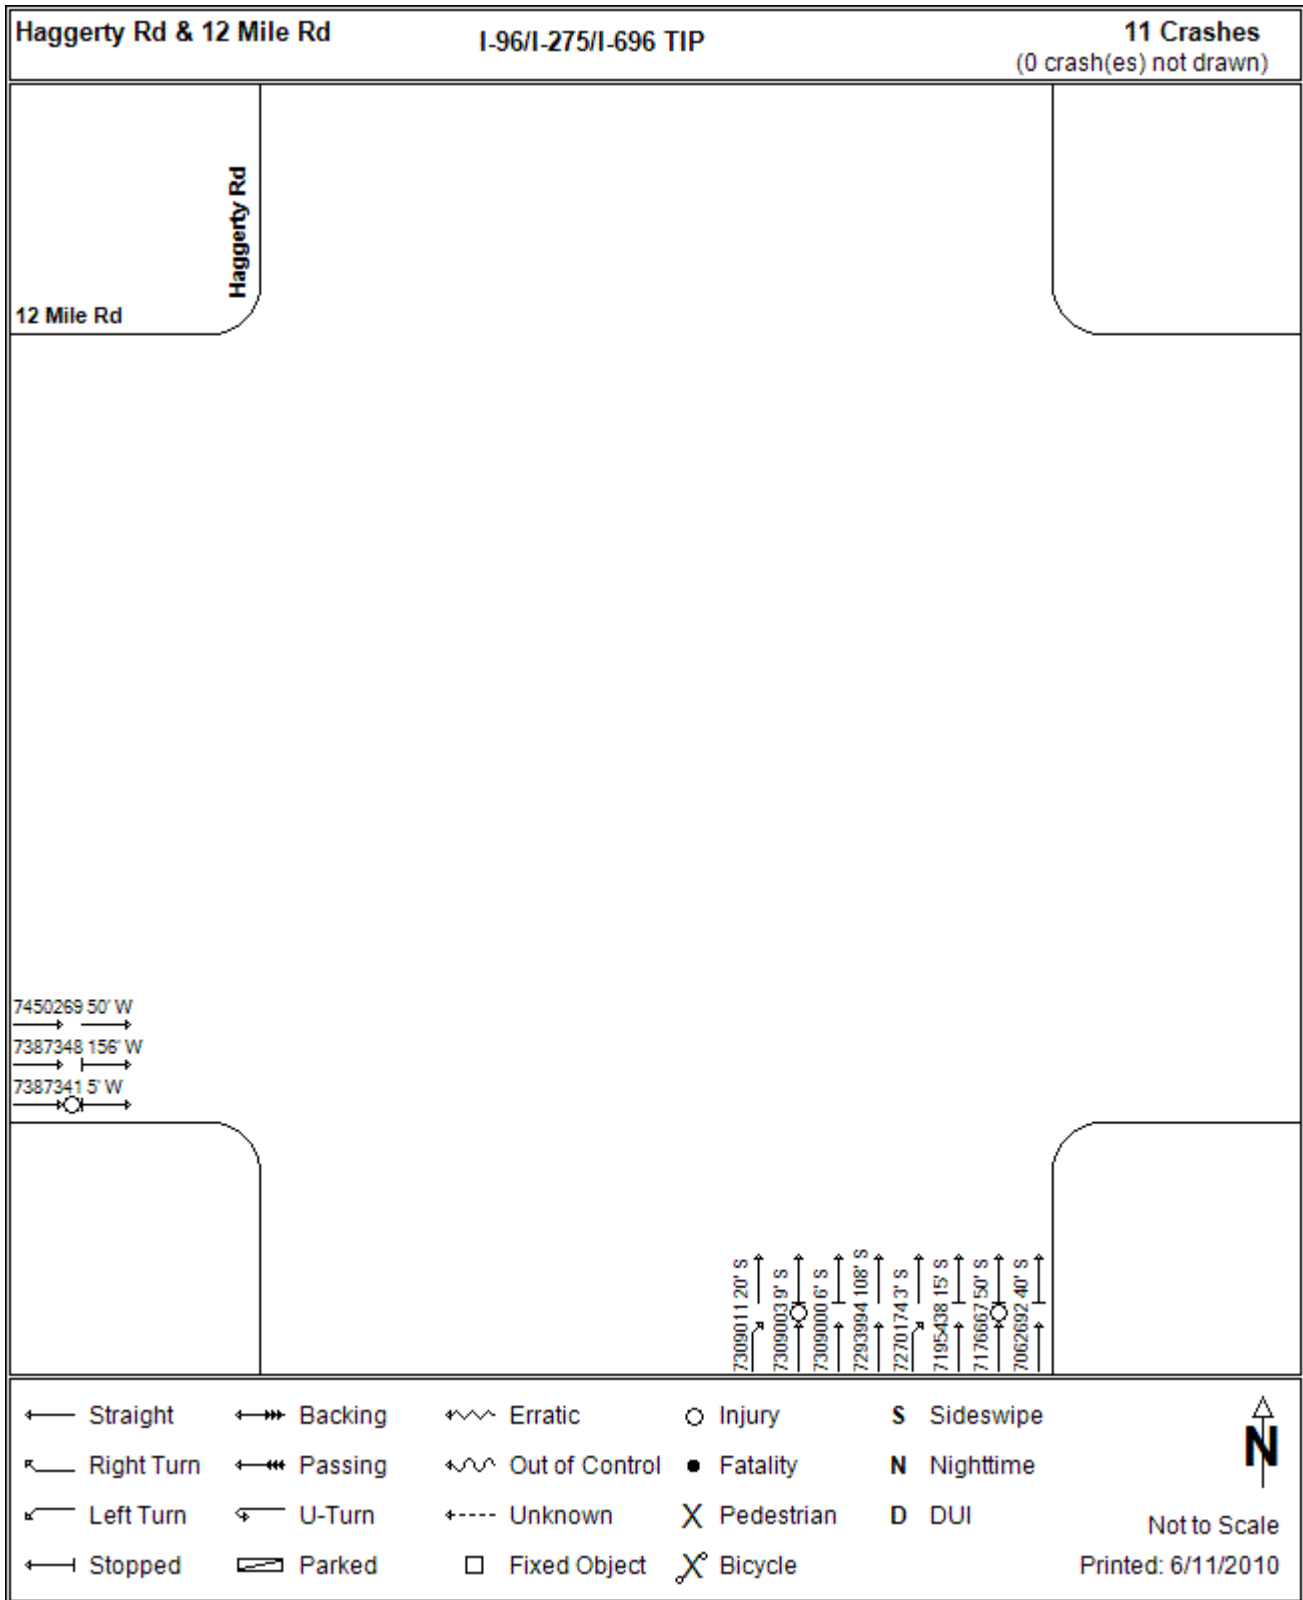 Haggerty Rd & 12 Mile Rd
I-96/I-275/I-696 TIP
11 Crashes
(0 crash(es) not drawn)
Haggerty Rd
12 Mile Rd
7450269 50' W
7387348 156' W
7387341 5' W
7309011 20' S
7309003 9' S
7309000 6' S
7293994 108' S
7270174 3' S
7195438 15' S
7176667 50' S
7062692 40' S
Straight
Backing
Erratic
Injury
S Sideswipe
Right Turn
Passing
Out of Control
Fatality
N Nighttime
Left Turn
U-Turn
Unknown
Pedestrian
D DUI
Stopped
Parked
Fixed Object
Bicycle
N
Not to Scale
Printed: 6/11/2010